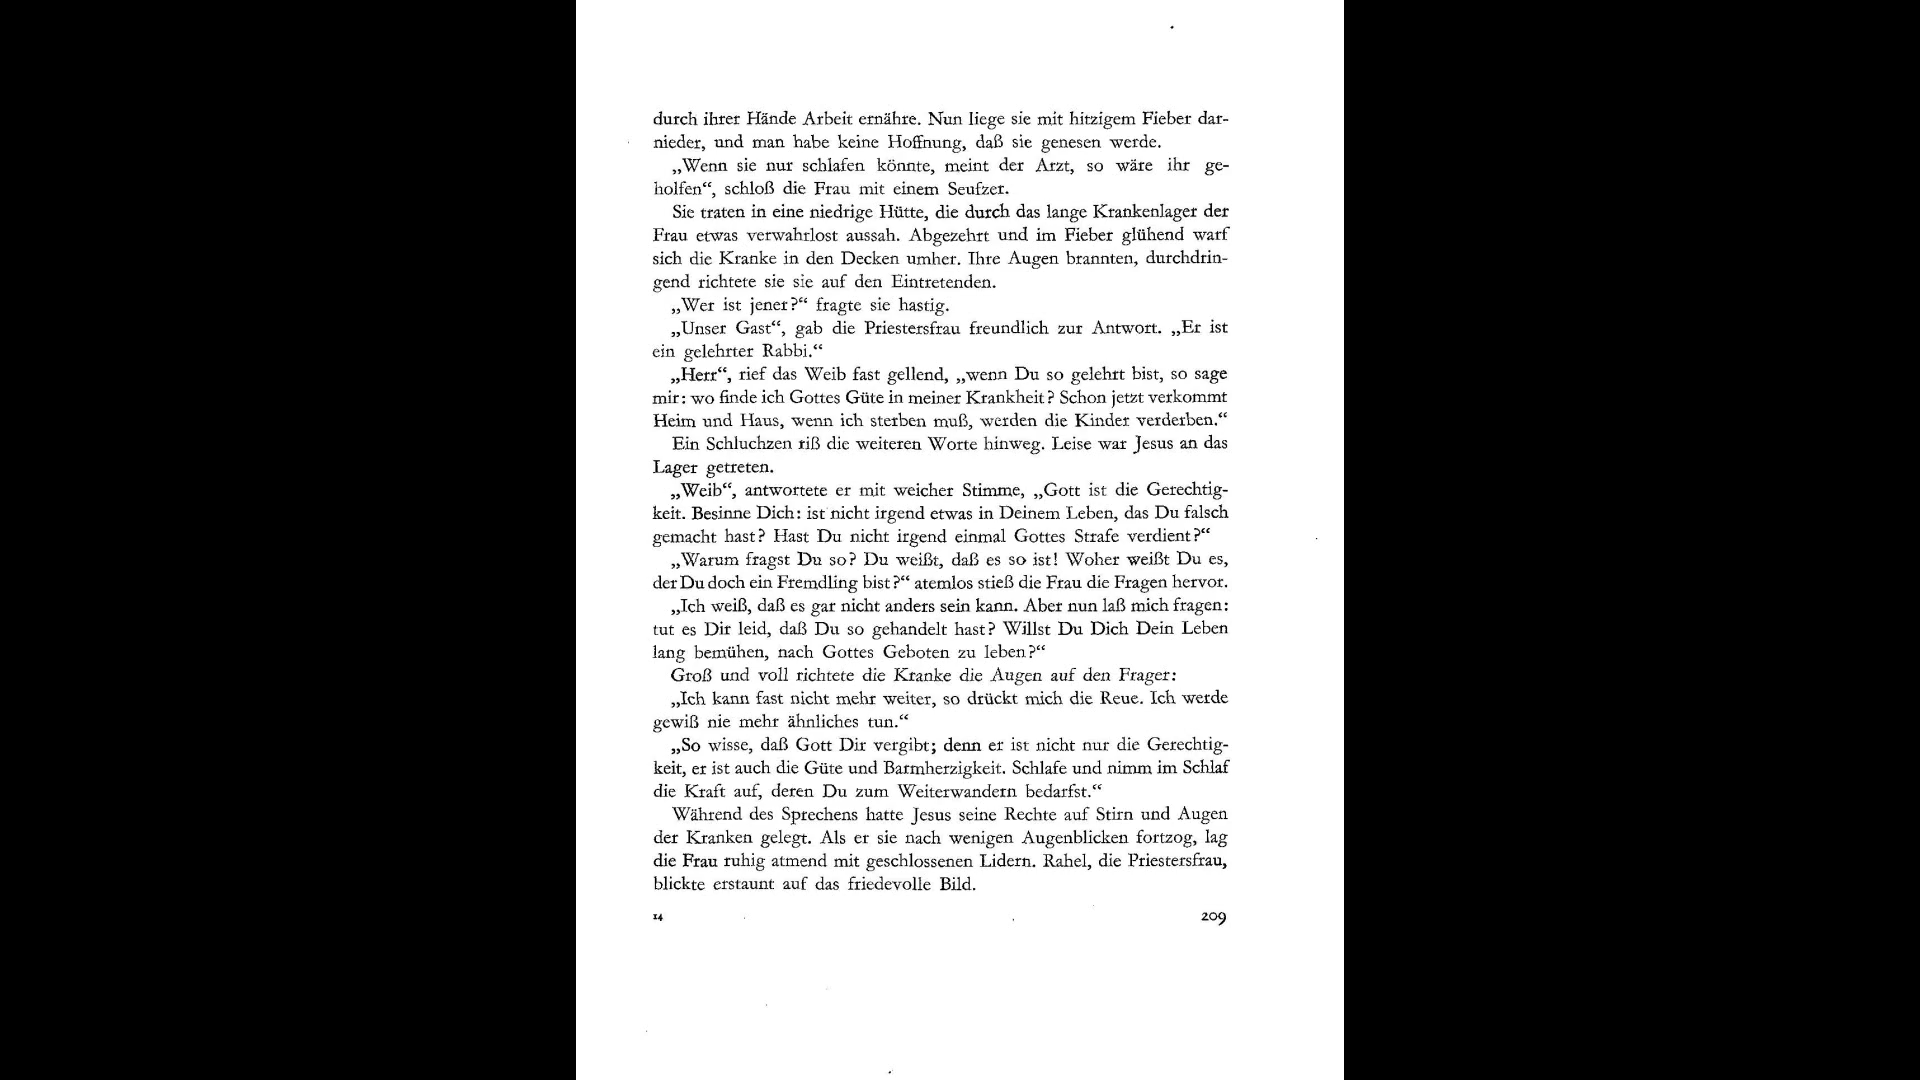 durch ihrer Hände Arbeit ernähre. Nun liege sie mit hitzigem Fieber dar-
nieder, und man habe keine Hoffnung, daß sie genesen werde.
„Wenn sie nur schlafen könnte, meint der Arzt, so wäre ihr ge-
holfen“, schloß die Frau mit einem Seufzer.
Sie traten in eine niedrige Hütte, die durch das lange Krankenlager der
Frau etwas verwahrlost aussah. Abgezehrt und im Fieber glühend warf
sich die Kranke in den Decken umher. Ihre Augen brannten, durchdrin-
gend richtete sie sie auf den Eintretenden.
„Wer ist jener?“ fragte sie hastig.
„Unser Gast“, gab die Priestersfrau freundlich zur Antwort. „Er ist
ein gelehrter Rabbi.“
„Herr“, rief das Weib fast gellend, „wenn Du so gelehrt bist, so sage
mir: wo finde ich Gottes Güte in meiner Krankheit? Schon jetzt verkommt
Heim und Haus, wenn ich sterben muß, werden die Kinder verderben.“
Ein Schluchzen riß die weiteren Worte hinweg. Leise war Jesus an das
Lager getreten.
„Weib“, antwortete er mit weicher Stimme, „Gott ist die Gerechtig-
keit. Besinne Dich: ist nicht irgend etwas in Deinem Leben, das Du falsch
gemacht hast? Hast Du nicht irgend einmal Gottes Strafe verdient?“
„Warum fragst Du so? Du weißt, daß es so ist! Woher weißt Du es,
der Du doch ein Fremdling bist?“ atemlos stieß die Frau die Fragen hervor.
„Ich weiß, daß es gar nicht anders sein kann. Aber nun laß mich fragen:
tut es Dir leid, daß Du so gehandelt hast? Willst Du Dich Dein Leben
lang bemühen, nach Gottes Geboten zu leben?“
Groß und voll richtete die Kranke die Augen auf den Frager:
„Ich kann fast nicht mehr weiter, so drückt mich die Reue. Ich werde
gewiß nie mehr ähnliches tun.“
„So wisse, daß Gott Dir vergibt; denn er ist nicht nur die Gerechtig-
keit, er ist auch die Güte und Barmherzigkeit. Schlafe und nimm im Schlaf
die Kraft auf, deren Du zum Weiterwandern bedarfst.“
Während des Sprechens hatte Jesus seine Rechte auf Stirn und Augen
der Kranken gelegt. Als er sie nach wenigen Augenblicken fortzog, lag
die Frau ruhig atmend mit geschlossenen Lidern. Rahel, die Priestersfrau,
blickte erstaunt auf das friedevolle Bild.
14 209